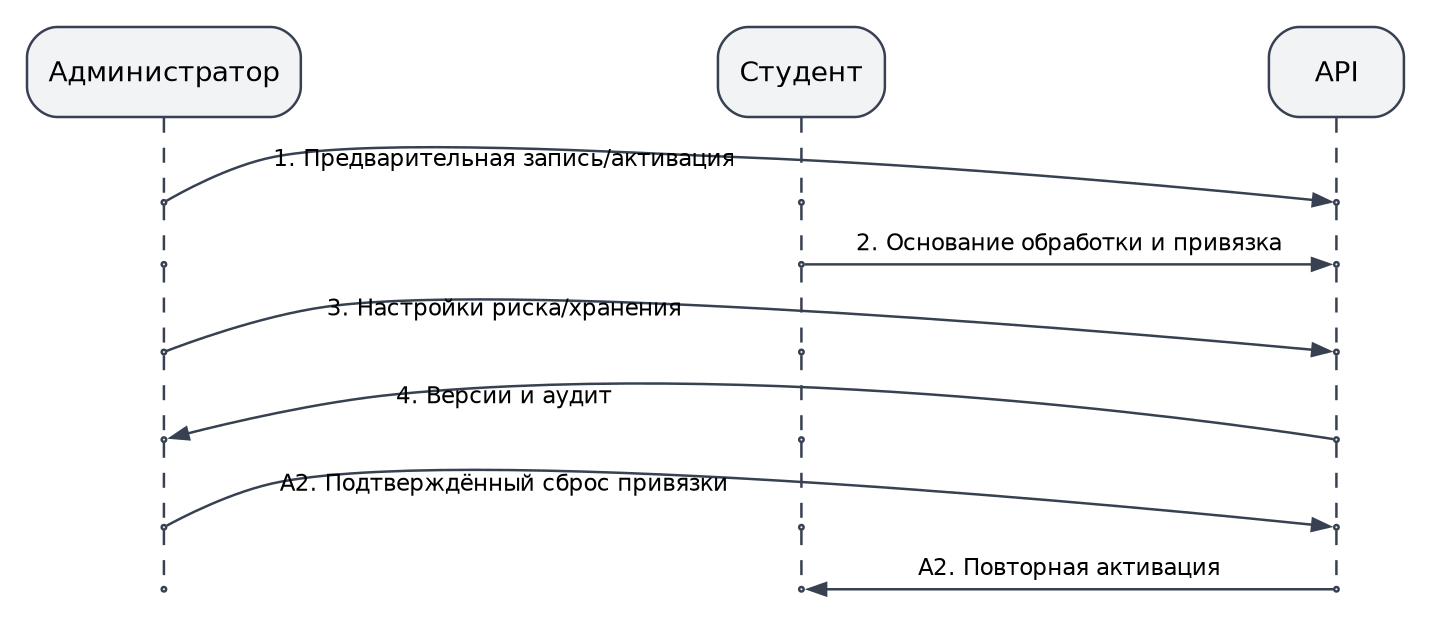 Администратор
Студент
API
1. Предварительная запись/активация
2. Основание обработки и привязка
3. Настройки риска/хранения
4. Версии и аудит
A2. Подтверждённый сброс привязки
A2. Повторная активация